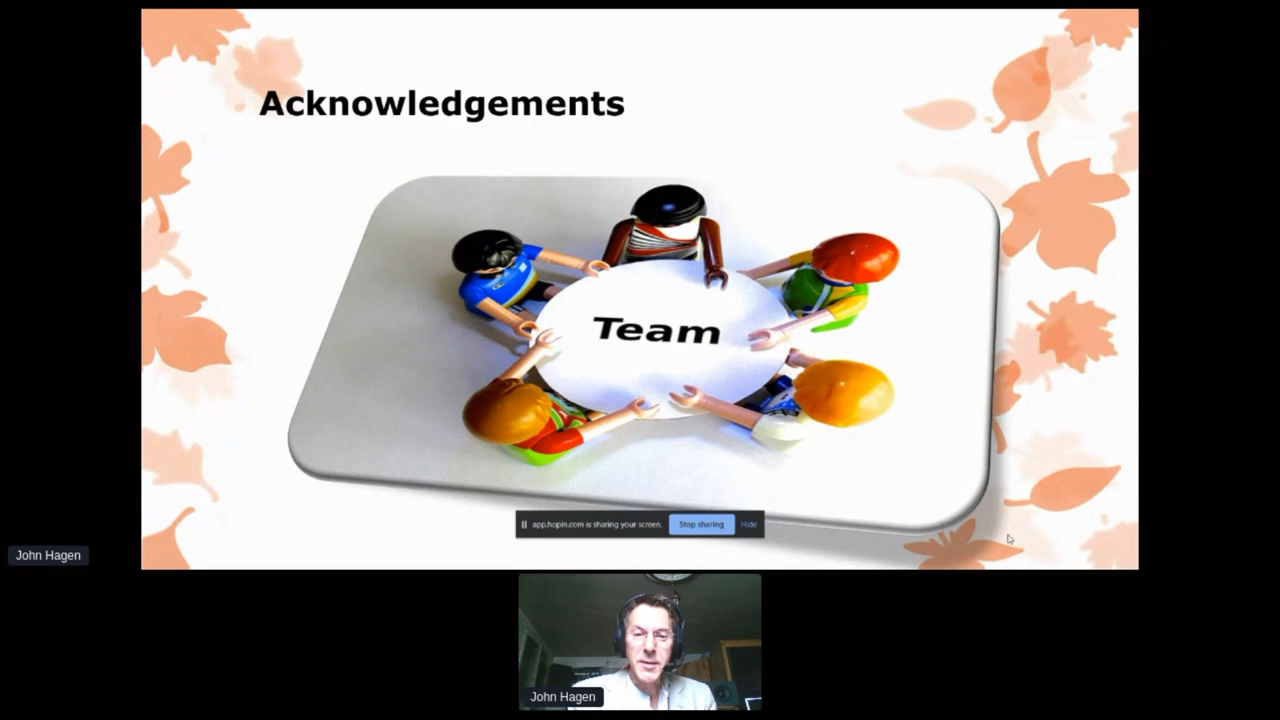 Acknowledgements
Team
app.hopin.com is sharing your screen. Stop sharing Hide
John Hagen
John Hagen